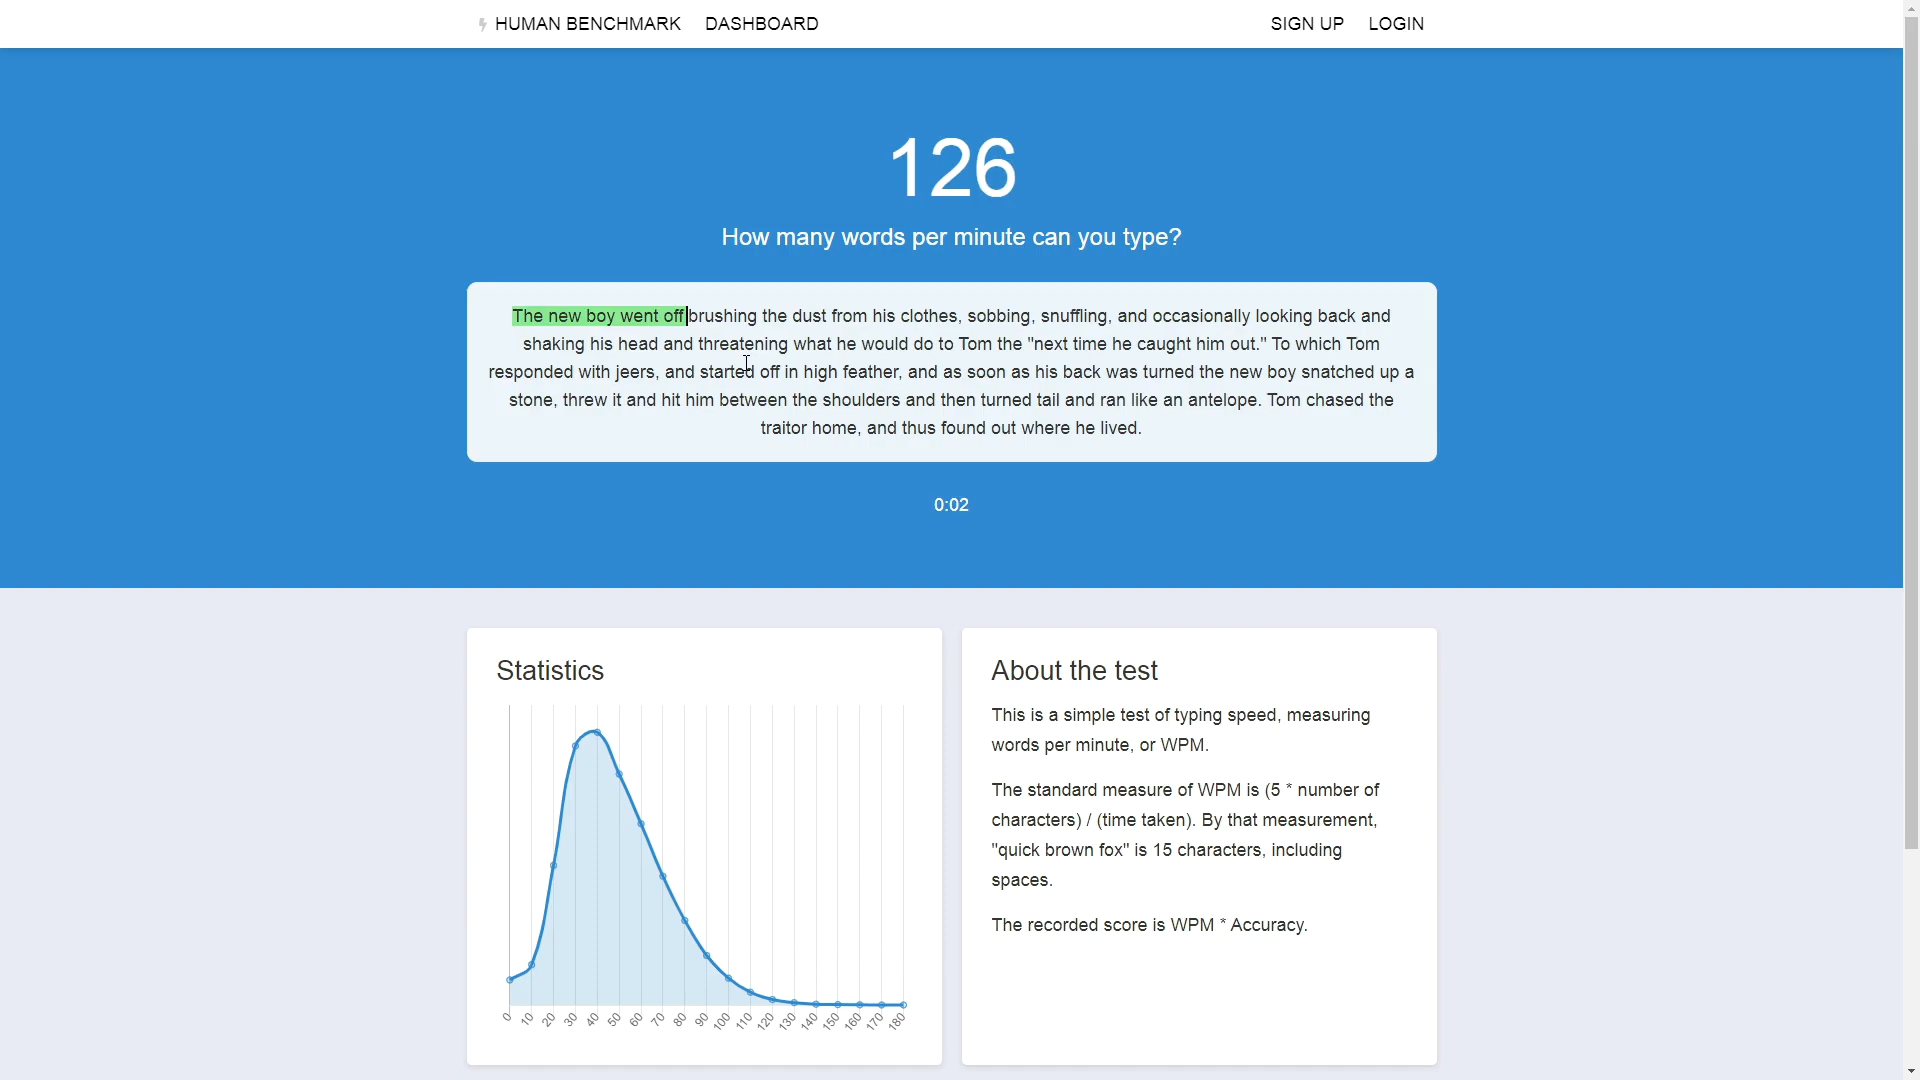 HUMAN BENCHMARK DASHBOARD SIGN UP LOGIN
126
How many words per minute can you type?
The new boy went off brushing the dust from his clothes, sobbing, snuffling, and occasionally looking back and
shaking his head and threatening what he would do to Tom the "next time he caught him out." To which Tom
responded with jeers, and started off in high feather, and as soon as his back was turned the new boy snatched up a
stone, threw it and hit him between the shoulders and then turned tail and ran like an antelope. Tom chased the
traitor home, and thus found out where he lived.
0:02
Statistics
0 10 20 30 40 50 60 70 80 90 100 110 120 130 140 150 160 170 180
About the test
This is a simple test of typing speed, measuring
words per minute, or WPM.
The standard measure of WPM is (5 * number of
characters) / (time taken). By that measurement,
"quick brown fox" is 15 characters, including
spaces.
The recorded score is WPM * Accuracy.